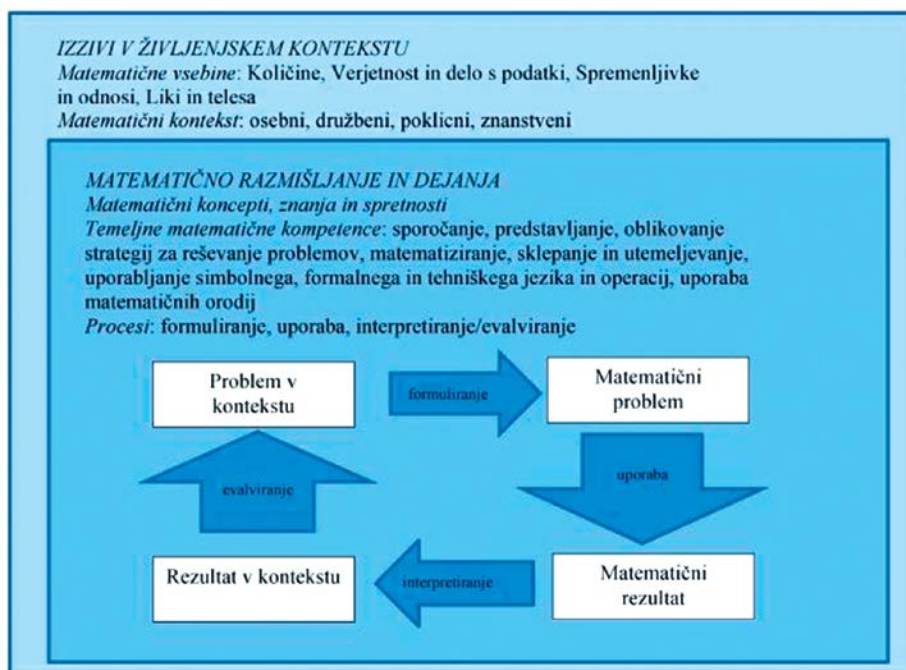 IZZIVI V ŽIVLJENJSKEM KONTEKSTU
Matematične vsebine: Količine, Verjetnost in delo s podatki, Spremenljivke
in odnosi, Liki in telesa
Matematični kontekst: osebni, družbeni, poklicni, znanstveni
MATEMATIČNO RAZMIŠLJANJE IN DEJANJA
Matematični koncepti, znanja in spretnosti
Temeljne matematične kompetence: sporočanje, predstavljanje, oblikovanje
strategij za reševanje problemov, matematiziranje, sklepanje in utemeljevanje,
uporabljanje simbolnega, formalnega in tehniškega jezika in operacij, uporaba
matematičnih orodij
Procesi: formuliranje, uporaba, interpretiranje/evalviranje
Problem v
kontekstu
formuliranje
Matematični
problem
uporaba
Matematični
rezultat
interpretiranje
Rezultat v kontekstu
evalviranje